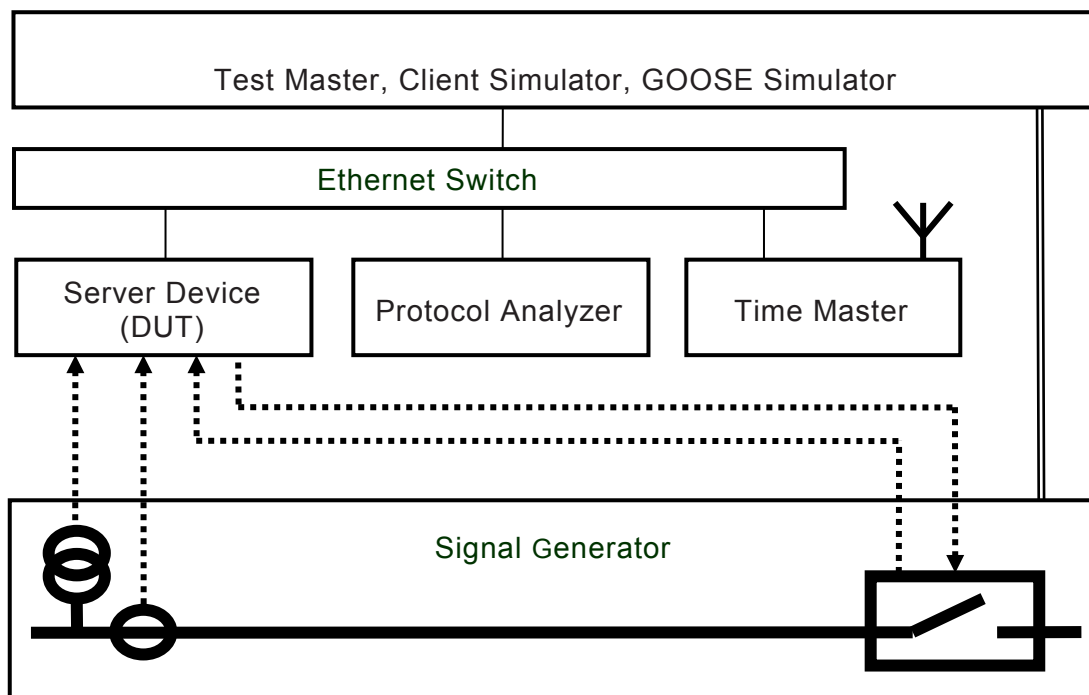 Test Master, Client Simulator, GOOSE Simulator
Ethernet Switch
Server Device
(DUT)
Protocol Analyzer
Time Master
Signal Generator